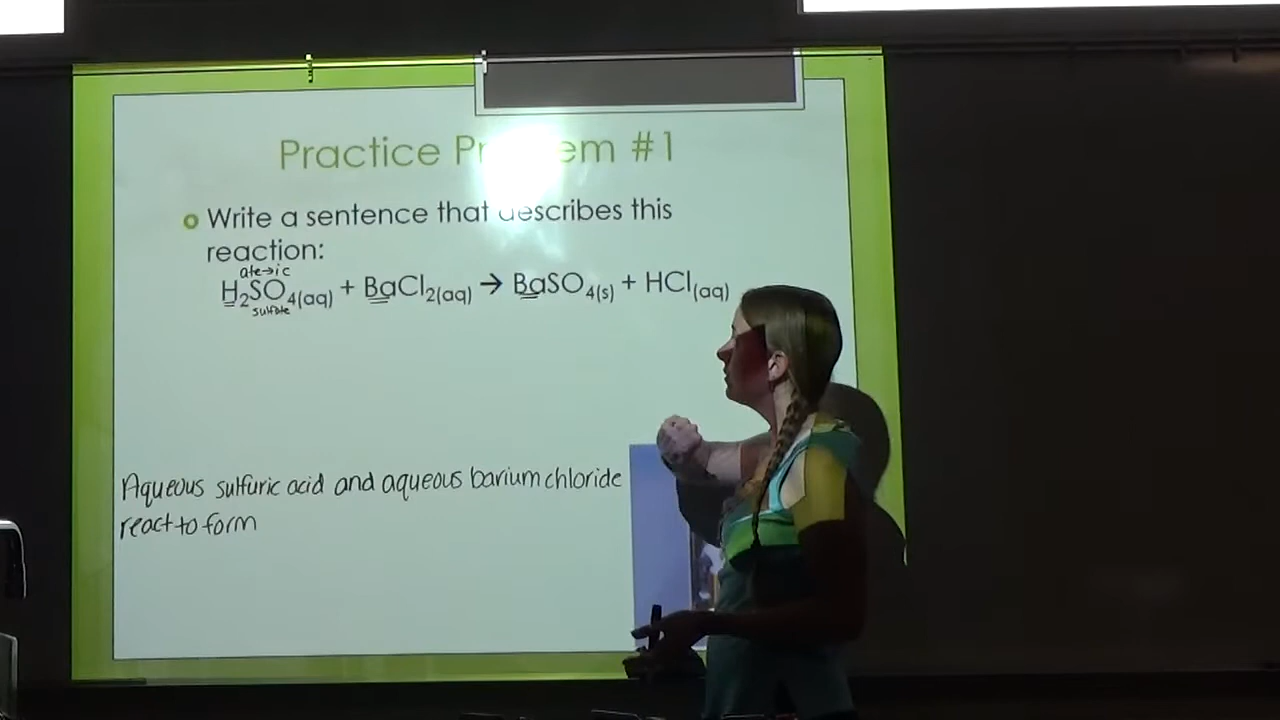 Practice Pr em #1
Write a sentence that describes this
reaction:
ate→ic
H₂SO₄(aq) + BaCl₂(aq) → BaSO₄(s) + HCl(aq)
sulfate
Aqueous sulfuric acid and aqueous barium chloride
react to form